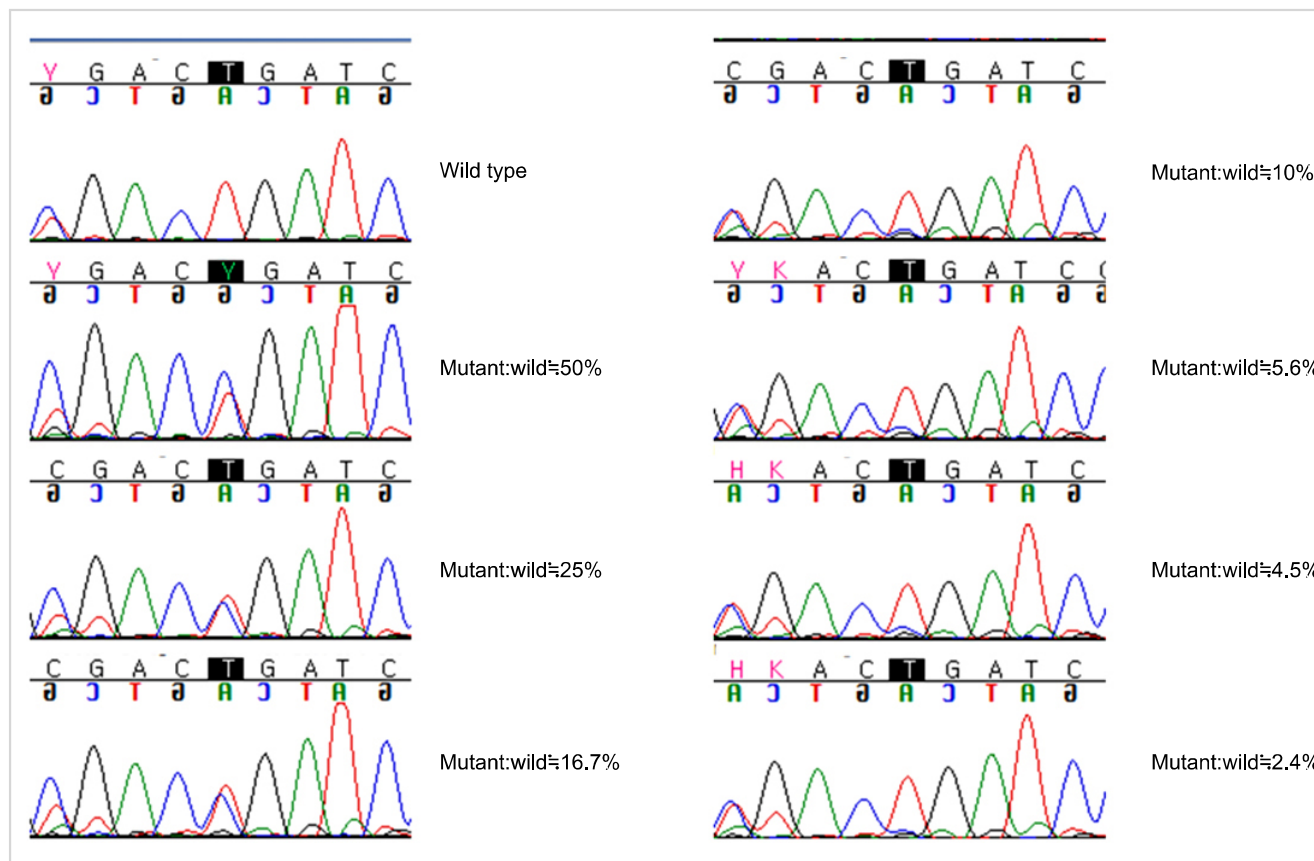 Y G A C T G A T C
G C T G A C T A G
Wild type
Y G A C Y G A T C
G C T G G C T A G
Mutant:wild≒50%
C G A C T G A T C
G C T G A C T A G
Mutant:wild≒25%
C G A C T G A T C
G C T G A C T A G
Mutant:wild≒16.7%
C G A C T G A T C
G C T G A C T A G
Mutant:wild≒10%
Y K A C T G A T C
G C T G A C T A G
Mutant:wild≒5.6%
H K A C T G A T C
A C T G A C T A G
Mutant:wild≒4.5%
H K A C T G A T C
A C T G A C T A G
Mutant:wild≒2.4%